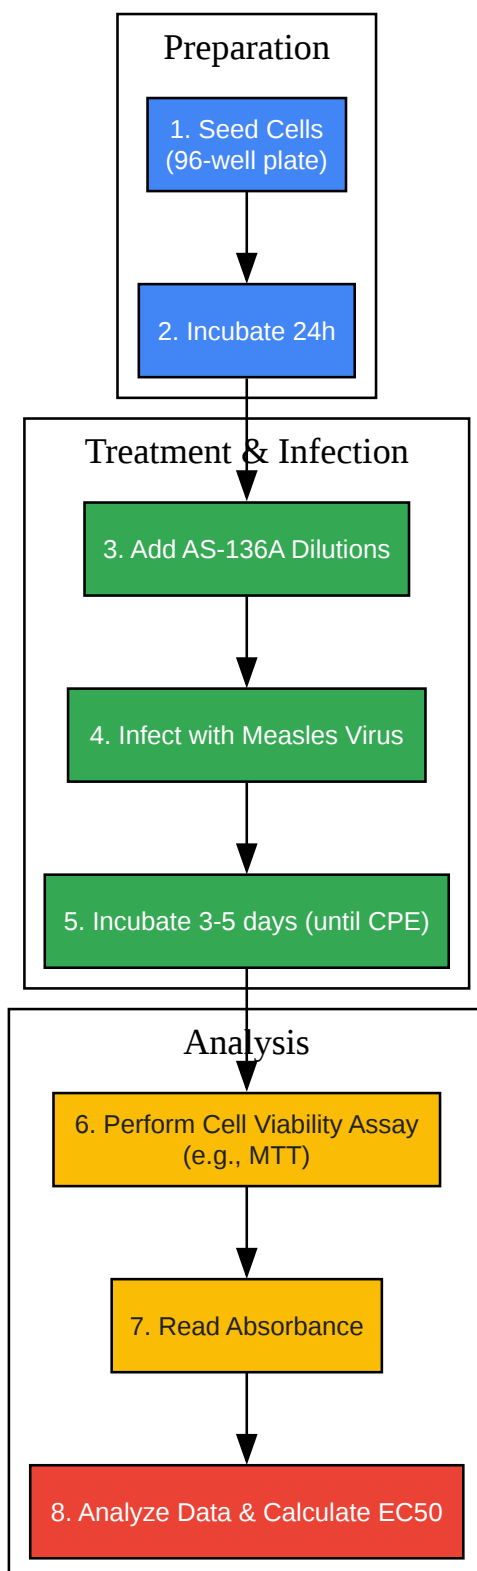 Preparation
1. Seed Cells
(96-well plate)
2. Incubate 24h
Treatment & Infection
3. Add AS-136A Dilutions
4. Infect with Measles Virus
5. Incubate 3-5 days (until CPE)
Analysis
6. Perform Cell Viability Assay
(e.g., MTT)
7. Read Absorbance
8. Analyze Data & Calculate EC50